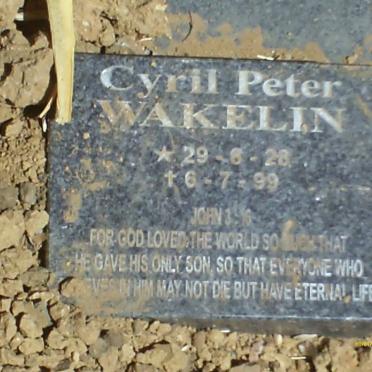 Cyril Peter
WAKELIN
★ 29 - 6 - 28
✝ 6 - 7 - 99
JOHN 3 : 16
FOR GOD LOVED THE WORLD SO MUCH THAT
HE GAVE HIS ONLY SON, SO THAT EVERYONE WHO
IN HIM MAY NOT DIE BUT HAVE ETERNAL LIFE